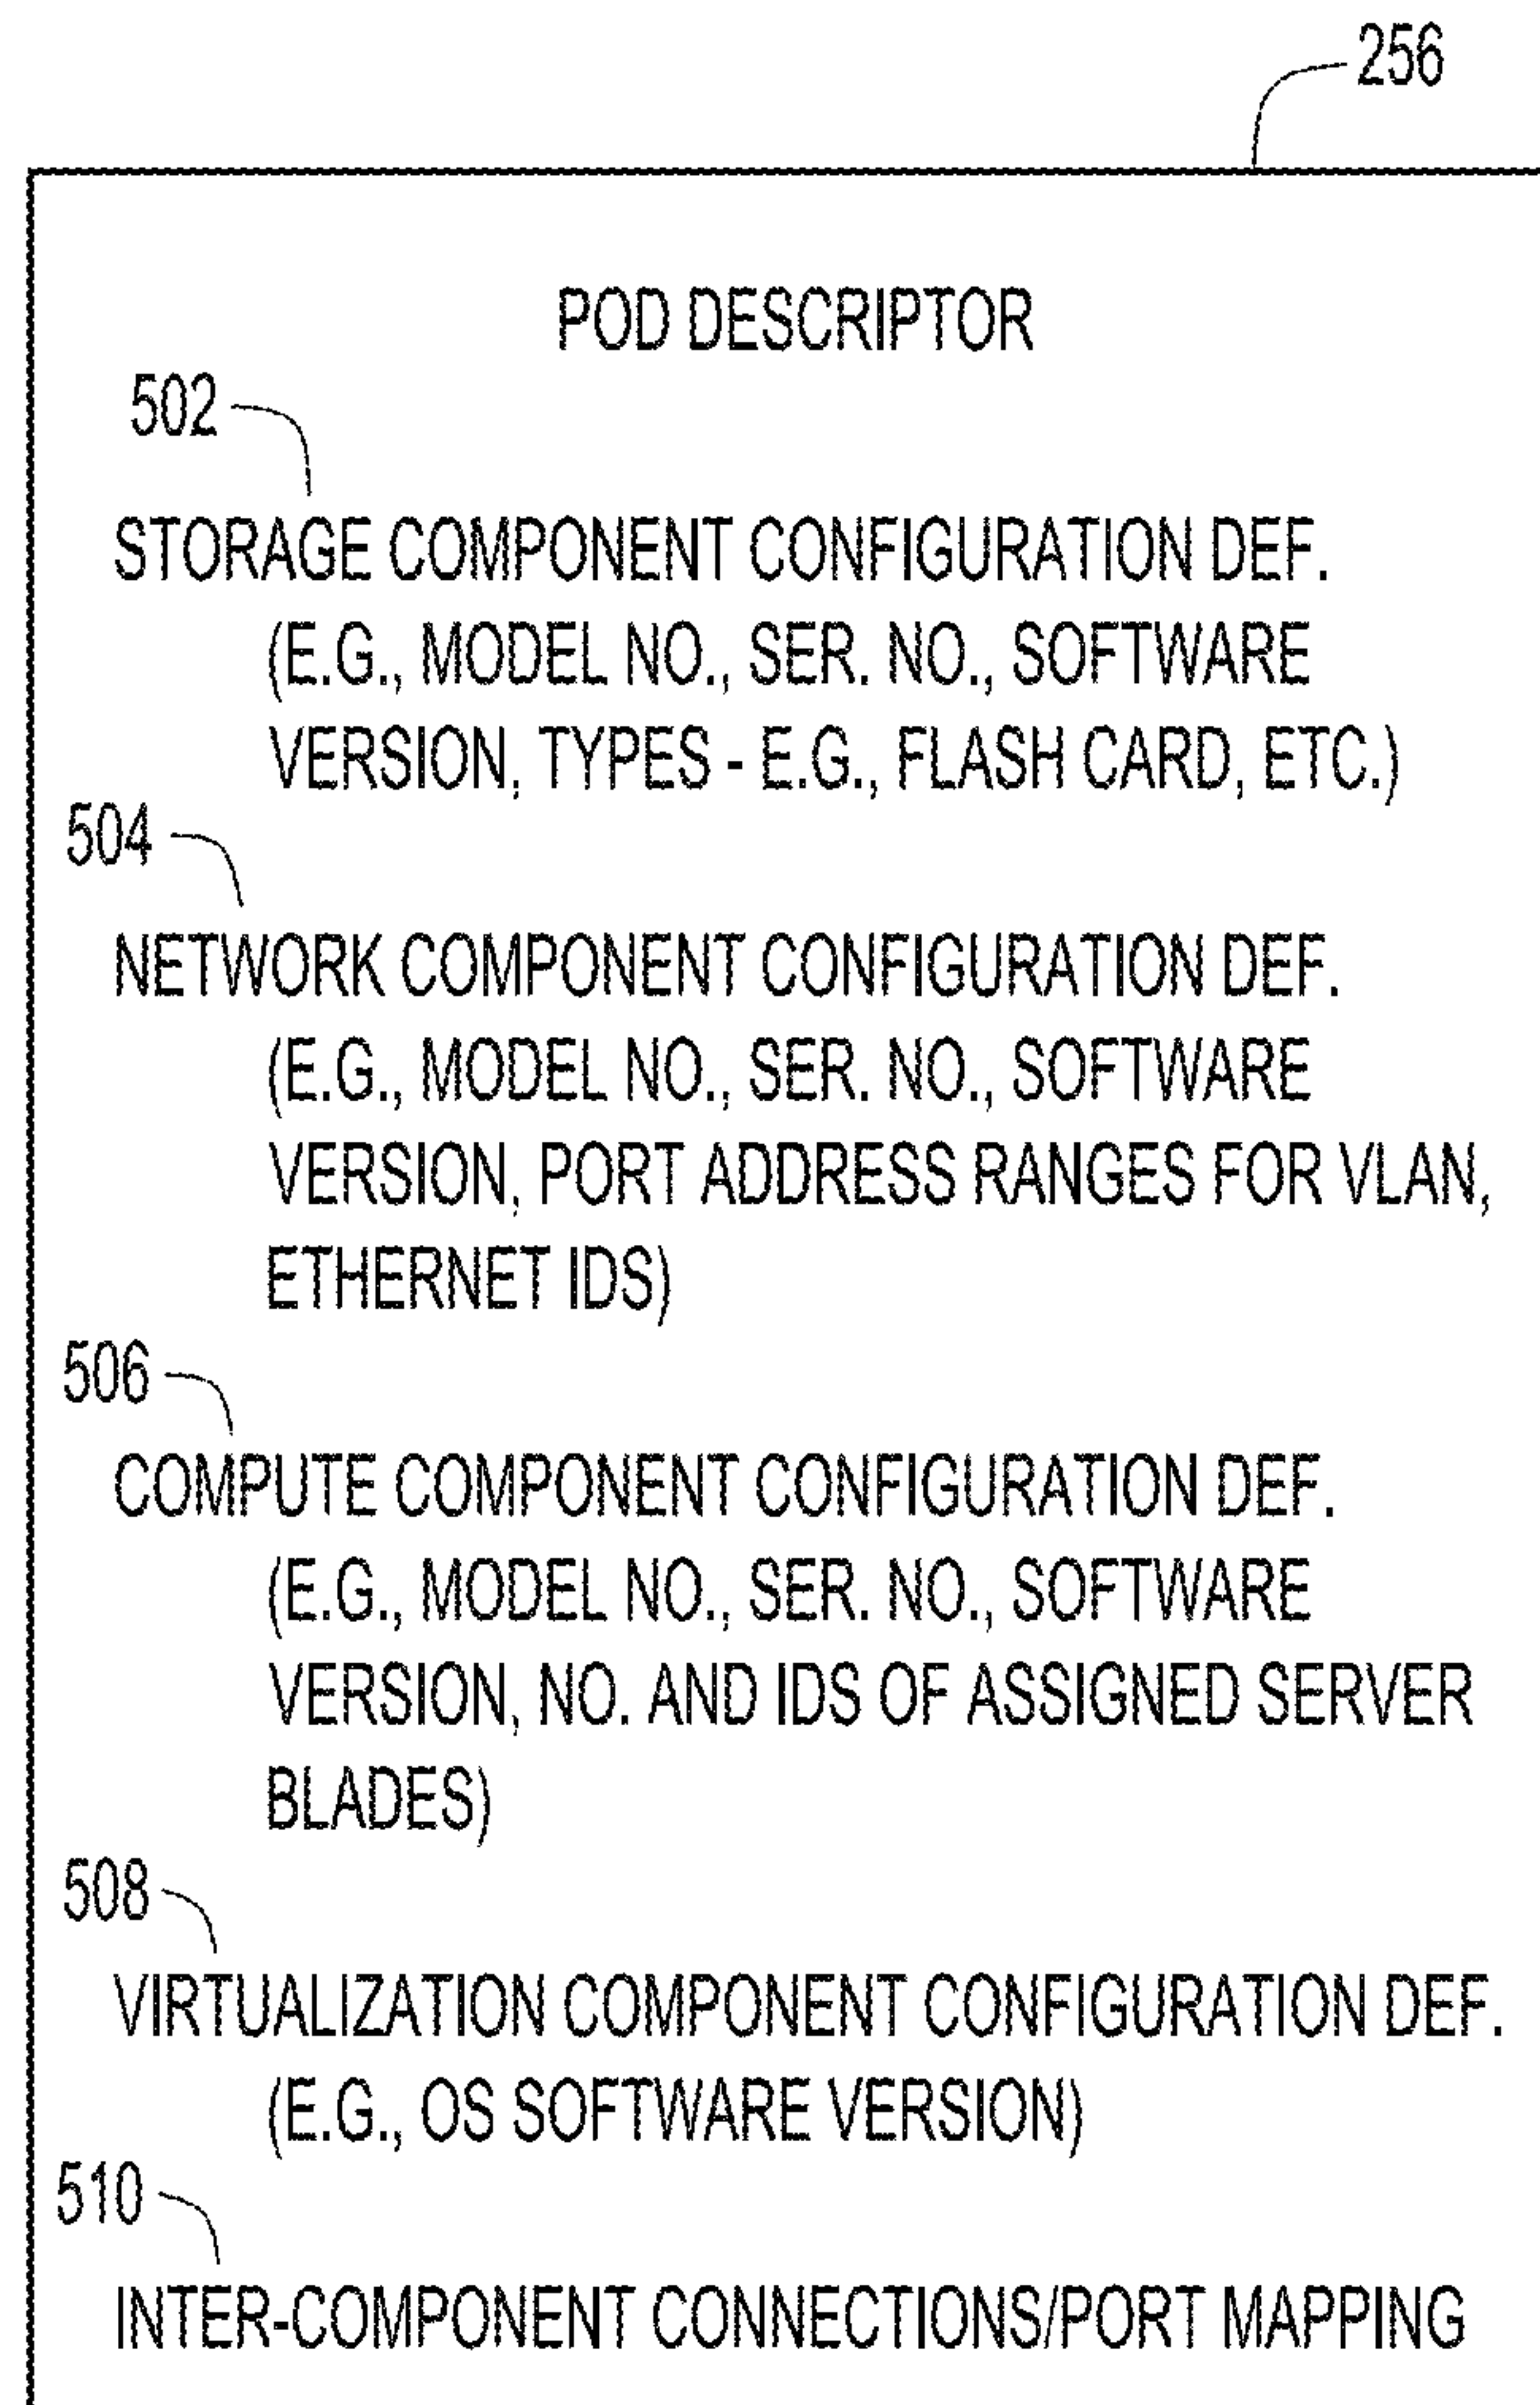 256
POD DESCRIPTOR
502
STORAGE COMPONENT CONFIGURATION DEF.
(E.G., MODEL NO., SER. NO., SOFTWARE
VERSION, TYPES - E.G., FLASH CARD, ETC.)
504
NETWORK COMPONENT CONFIGURATION DEF.
(E.G., MODEL NO., SER. NO., SOFTWARE
VERSION, PORT ADDRESS RANGES FOR VLAN,
ETHERNET IDS)
506
COMPUTE COMPONENT CONFIGURATION DEF.
(E.G., MODEL NO., SER. NO., SOFTWARE
VERSION, NO. AND IDS OF ASSIGNED SERVER
BLADES)
508
VIRTUALIZATION COMPONENT CONFIGURATION DEF.
(E.G., OS SOFTWARE VERSION)
510
INTER-COMPONENT CONNECTIONS/PORT MAPPING